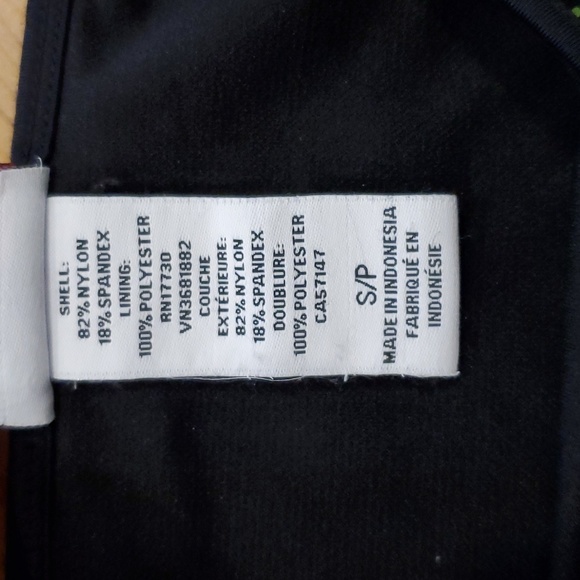 SHELL:
82% NYLON
18% SPANDEX
LINING:
100% POLYESTER
RN17730
VN3681882
COUCHE
EXTÉRIEURE:
82% NYLON
18% SPANDEX
DOUBLURE:
100% POLYESTER
CA57147
S/P
MADE IN INDONESIA
FABRIQUÉ EN
INDONÉSIE